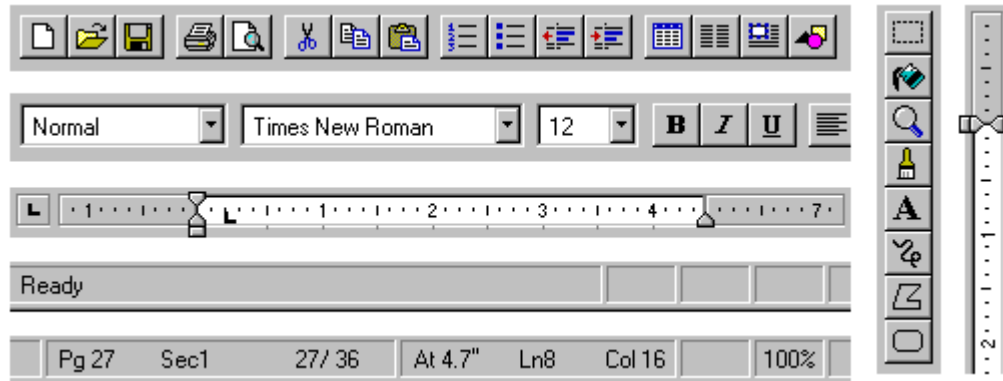 Normal Times New Roman 12 B I U
L 1 1 2 3 4 7
Ready
Pg 27 Sec1 27/ 36 At 4.7" Ln8 Col 16 100%
A
1
2